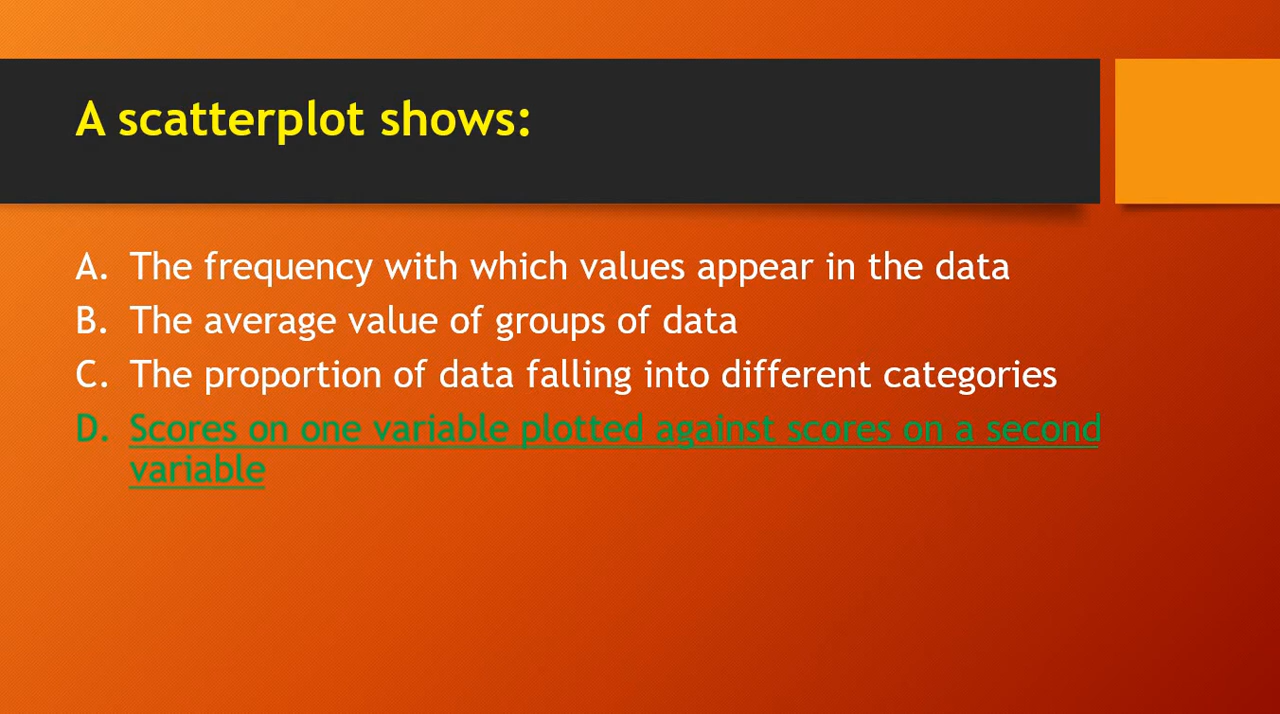 A scatterplot shows:
A. The frequency with which values appear in the data
B. The average value of groups of data
C. The proportion of data falling into different categories
D. Scores on one variable plotted against scores on a second
variable